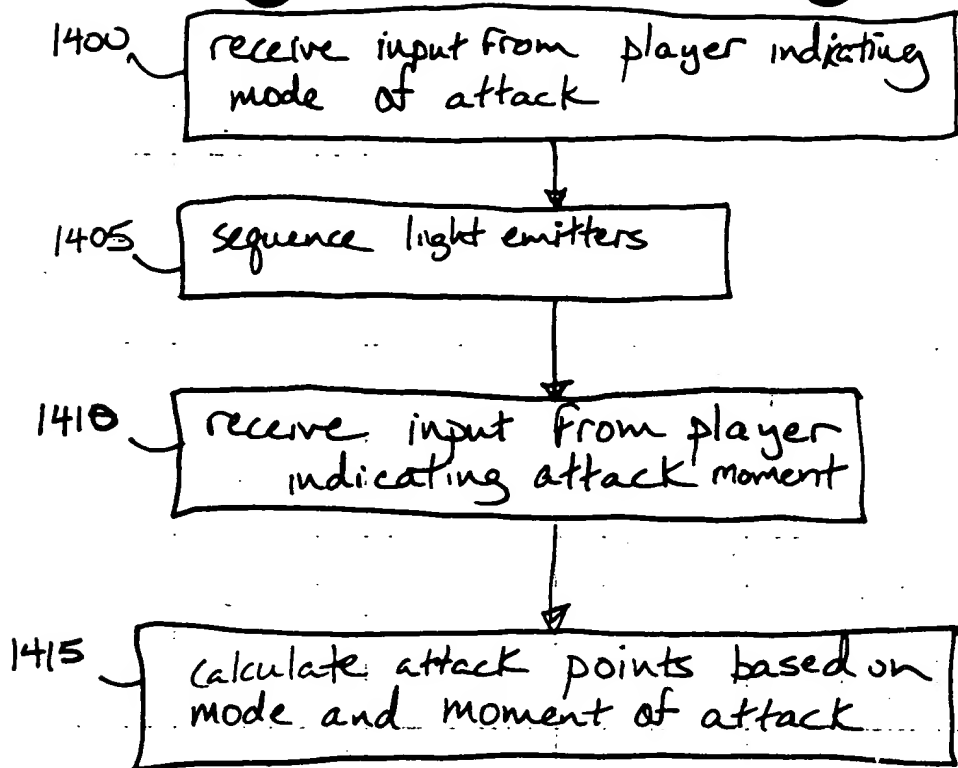 1400
receive input from player indicating
mode of attack
1405
sequence light emitters
1410
receive input from player
indicating attack moment
1415
calculate attack points based on
mode and moment of attack